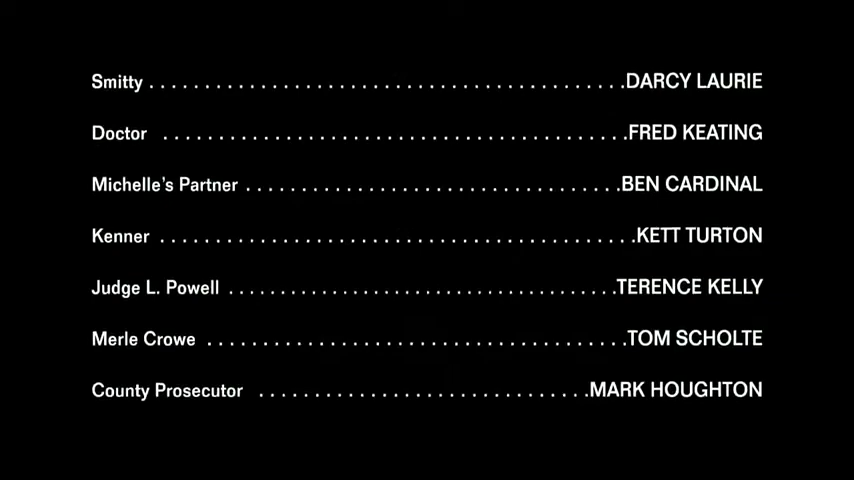 Smitty . . . . . . . . . . . . . . . . . . . . . . . . . . . . . . . . . . . . . . . . . . .DARCY LAURIE
Doctor . . . . . . . . . . . . . . . . . . . . . . . . . . . . . . . . . . . . . . . . . .FRED KEATING
Michelle's Partner . . . . . . . . . . . . . . . . . . . . . . . . . . . . . . . . . .BEN CARDINAL
Kenner . . . . . . . . . . . . . . . . . . . . . . . . . . . . . . . . . . . . . . . . . . .KETT TURTON
Judge L. Powell . . . . . . . . . . . . . . . . . . . . . . . . . . . . . . . . . . .TERENCE KELLY
Merle Crowe . . . . . . . . . . . . . . . . . . . . . . . . . . . . . . . . . . . . . .TOM SCHOLTE
County Prosecutor . . . . . . . . . . . . . . . . . . . . . . . . . . . . . .MARK HOUGHTON